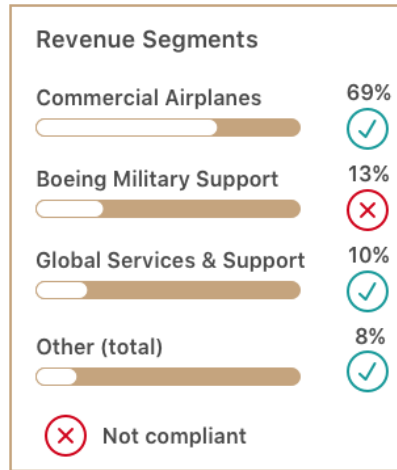 Revenue Segments
Commercial Airplanes 69%
Boeing Military Support 13%
Global Services & Support 10%
Other (total) 8%
Not compliant